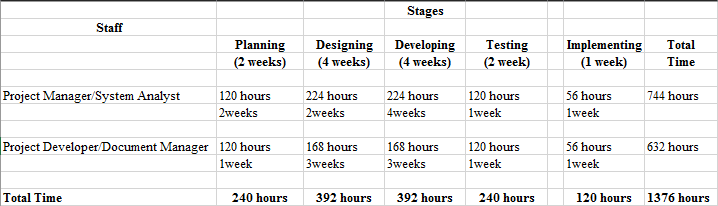 Stages
Staff
Planning Designing Developing Testing Implementing Total
(2 weeks) (4 weeks) (4 weeks) (2 week) (1 week) Time
Project Manager/System Analyst 120 hours 224 hours 224 hours 120 hours 56 hours 744 hours
2weeks 2weeks 4weeks 1week 1week
Project Developer/Document Manager 120 hours 168 hours 168 hours 120 hours 56 hours 632 hours
1week 3weeks 3weeks 1week 1week
Total Time 240 hours 392 hours 392 hours 240 hours 120 hours 1376 hours